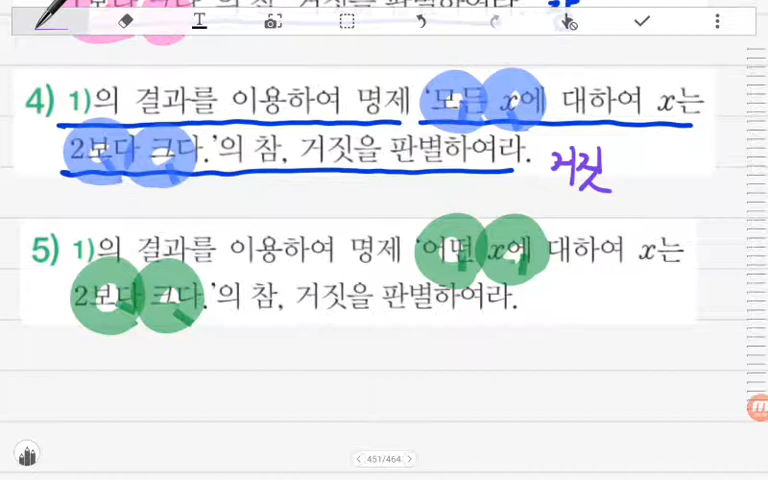 4) 1)의 결과를 이용하여 명제 '모든 x에 대하여 x는
2보다 크다.'의 참, 거짓을 판별하여라.
거짓
5) 1)의 결과를 이용하여 명제 '어떤 x에 대하여 x는
2보다 크다.'의 참, 거짓을 판별하여라.
451/464